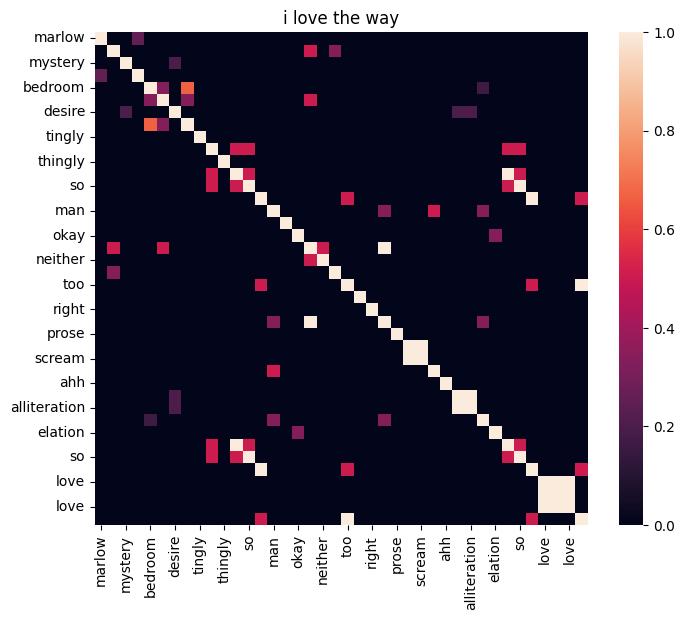 i love the way
marlow
mystery
bedroom
desire
tingly
thingly
so
man
okay
neither
too
right
prose
scream
ahh
alliteration
elation
so
love
love
1.0
0.8
0.6
0.4
0.2
0.0
marlow
mystery
bedroom
desire
tingly
thingly
so
man
okay
neither
too
right
prose
scream
ahh
alliteration
elation
so
love
love